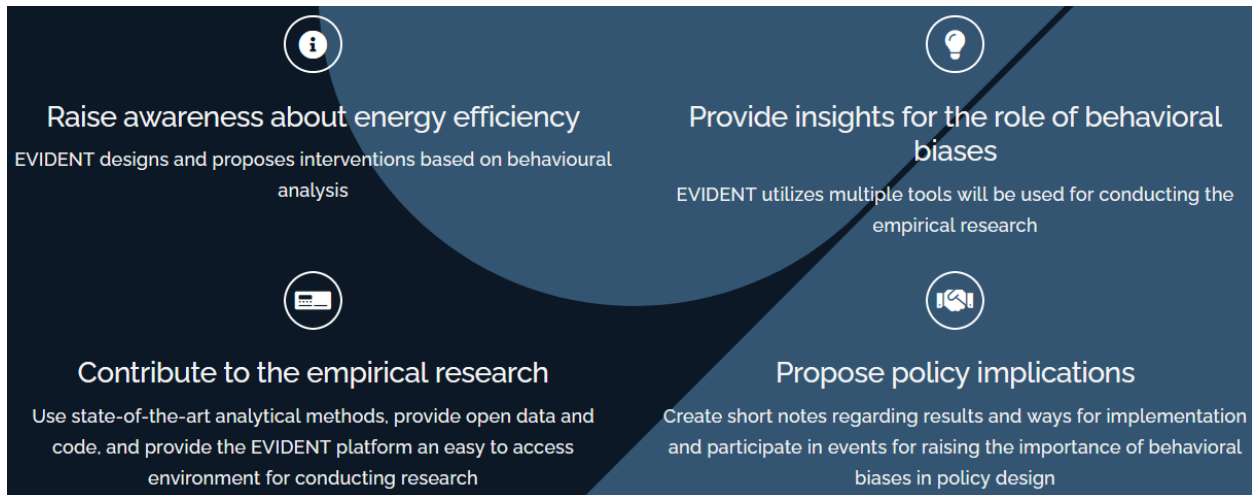 Raise awareness about energy efficiency
EVIDENT designs and proposes interventions based on behavioural
analysis
Provide insights for the role of behavioral
biases
EVIDENT utilizes multiple tools will be used for conducting the
empirical research
Contribute to the empirical research
Use state-of-the-art analytical methods, provide open data and
code, and provide the EVIDENT platform an easy to access
environment for conducting research
Propose policy implications
Create short notes regarding results and ways for implementation
and participate in events for raising the importance of behavioral
biases in policy design